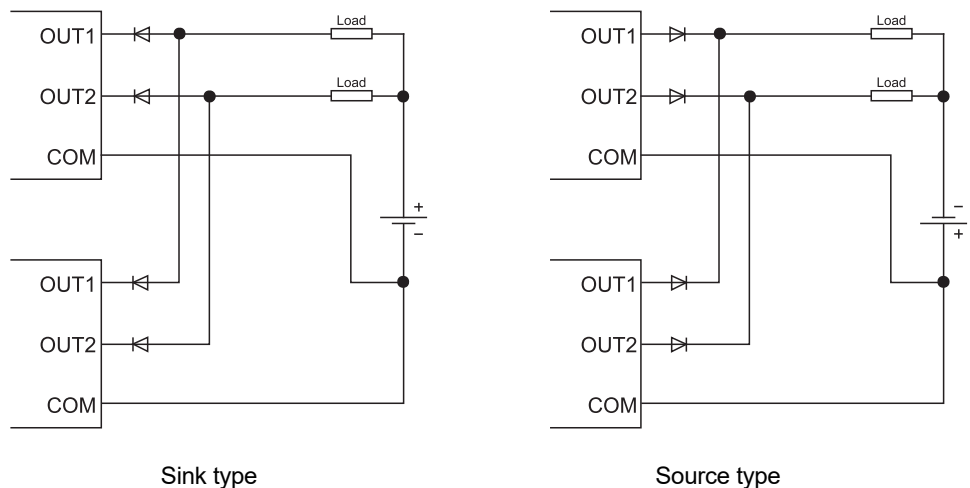 Load
OUT1
Load
OUT2
COM
+
−
OUT1
OUT2
COM
Sink type
Load
OUT1
Load
OUT2
COM
−
+
OUT1
OUT2
COM
Source type